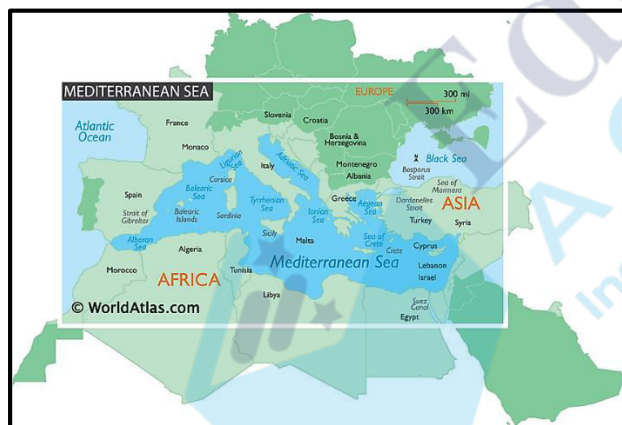 MEDITERRANEAN SEA
EUROPE
300 mi
300 km
Atlantic
Ocean
France
Slovenia
Croatia
Bosnia &
Herzegovina
Monaco
Ligurian
Sea
Italy
Adriatic Sea
Montenegro
Albania
Black Sea
Bosporus
Strait
Sea of
Marmera
Corsica
Spain
Balearic
Sea
Tyrrhenian
Sea
Greece
Aegean
Sea
Dardanelles
Strait
ASIA
Strait of
Gibraltar
Balearic
Islands
Sardinia
Ionian
Sea
Turkey
Syria
Alboran
Sea
Sicily
Malta
Sea of
Crete
Crete
Cyprus
Algeria
Morocco
AFRICA
Tunisia
Mediterranean Sea
Lebanon
Israel
Libya
Suez
Canal
Egypt
© WorldAtlas.com